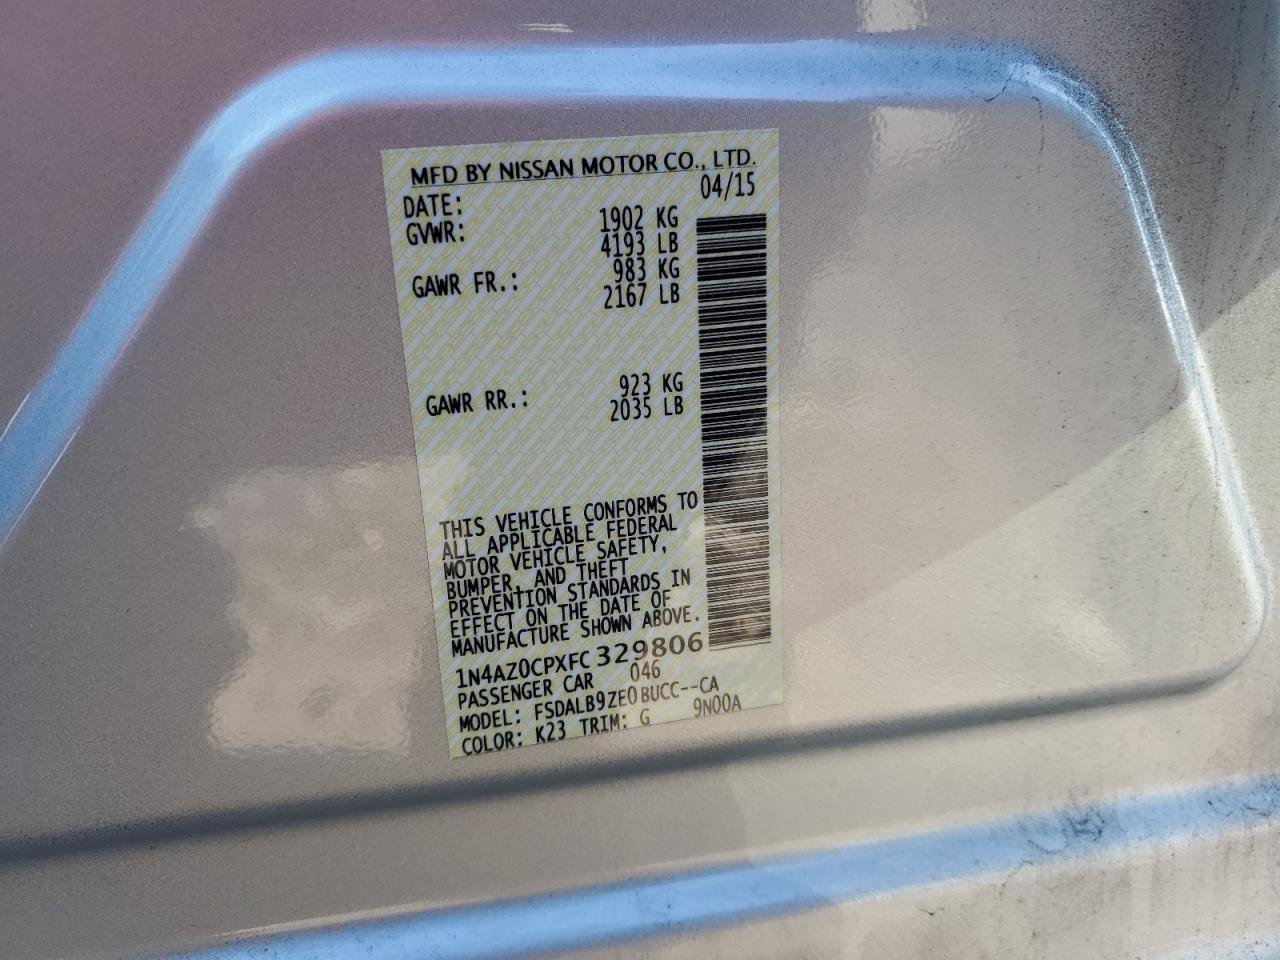 MFD BY NISSAN MOTOR CO., LTD.
DATE: 04/15
GVWR: 1902 KG
4193 LB
GAWR FR.: 983 KG
2167 LB
GAWR RR.: 923 KG
2035 LB
THIS VEHICLE CONFORMS TO
ALL APPLICABLE FEDERAL
MOTOR VEHICLE SAFETY,
BUMPER, AND THEFT
PREVENTION STANDARDS IN
EFFECT ON THE DATE OF
MANUFACTURE SHOWN ABOVE.
1N4AZ0CPXFC329806
PASSENGER CAR 046
MODEL: FSDALB9ZE0BUCC--CA
COLOR: K23 TRIM: G 9N00A